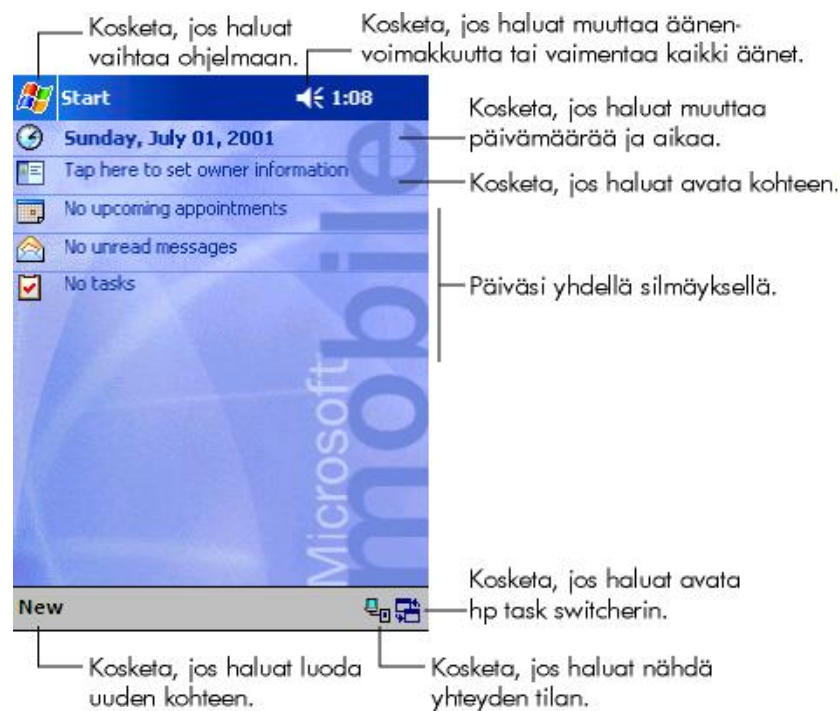 Kosketa, jos haluat
vaihtaa ohjelmaan.
Kosketa, jos haluat muuttaa äänen-
voimakkuutta tai vaimentaa kaikki äänet.
Start 1:08
Sunday, July 01, 2001
Tap here to set owner information
No upcoming appointments
No unread messages
No tasks
Kosketa, jos haluat muuttaa
päivämäärää ja aikaa.
Kosketa, jos haluat avata kohteen.
Päiväsi yhdellä silmäyksellä.
Microsoft
mobile
New
Kosketa, jos haluat avata
hp task switcherin.
Kosketa, jos haluat luoda
uuden kohteen.
Kosketa, jos haluat nähdä
yhteyden tilan.